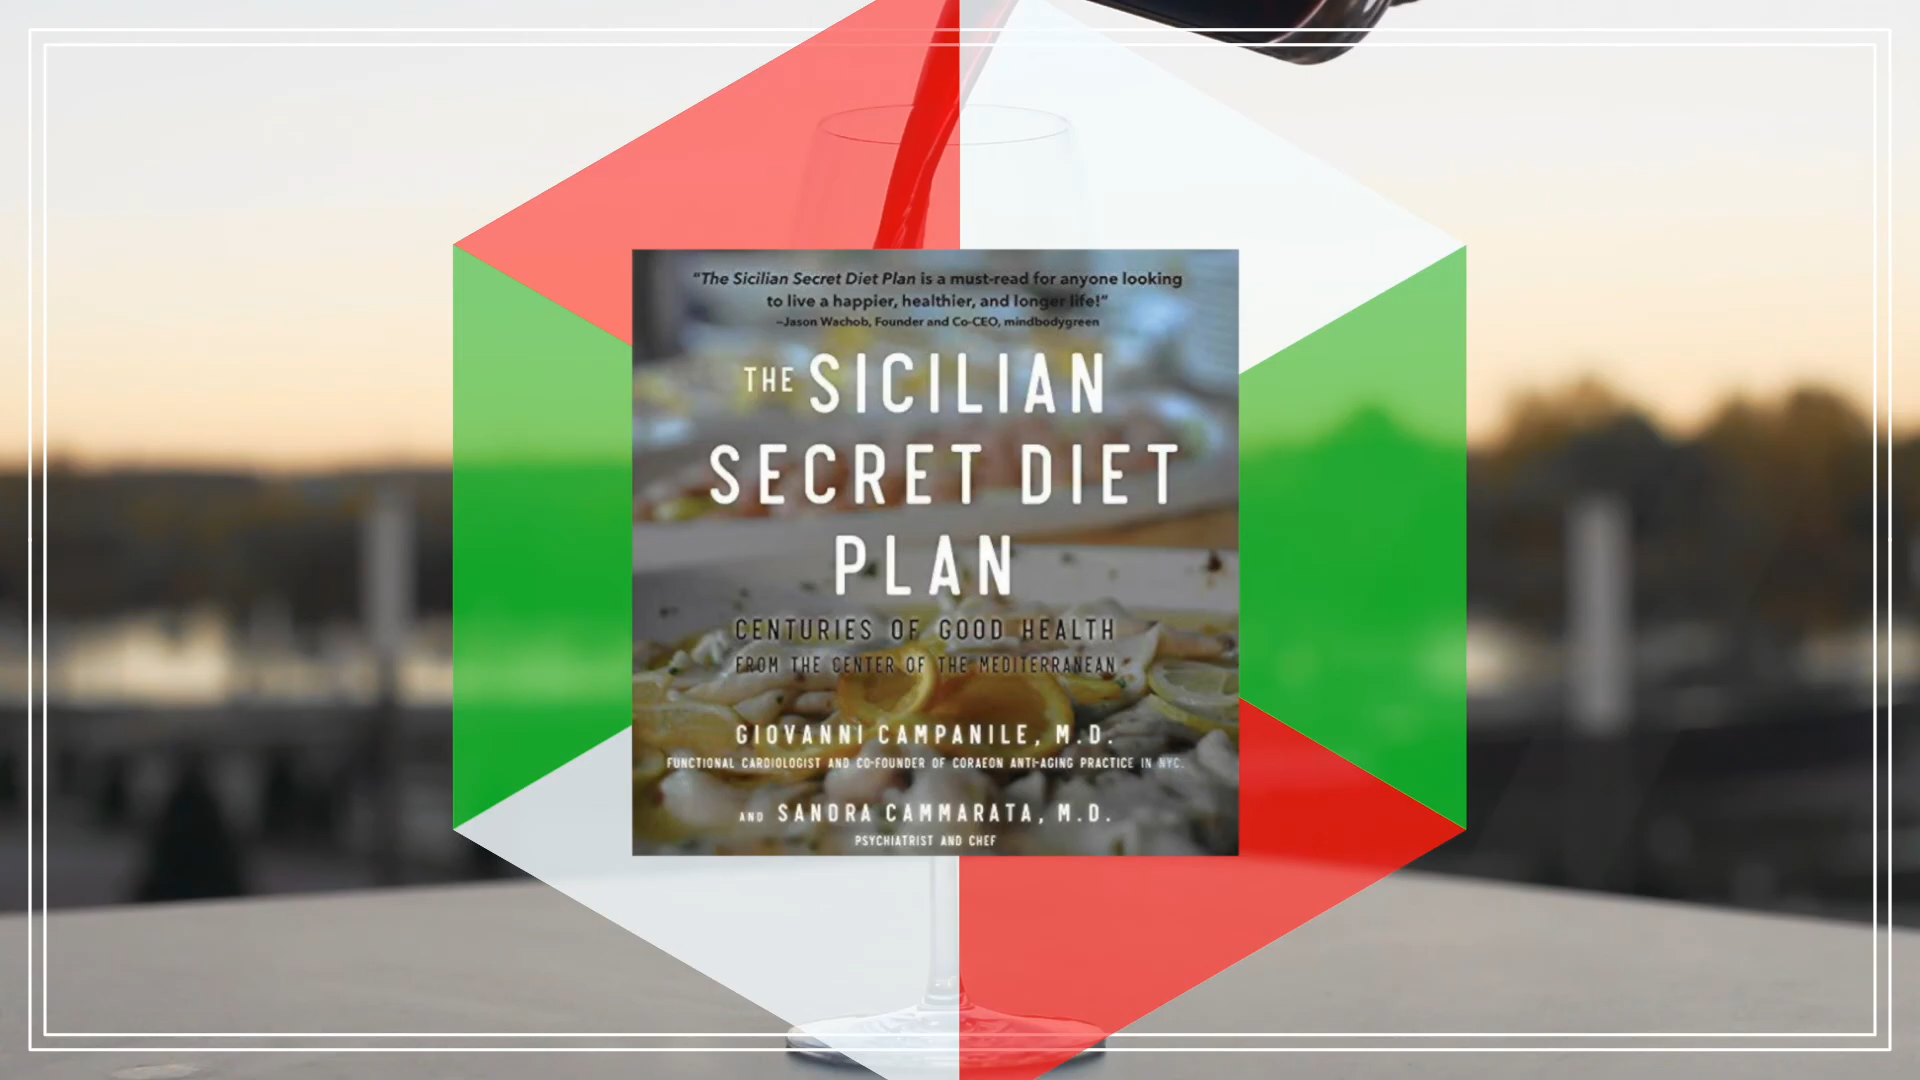 “The Sicilian Secret Diet Plan is a must-read for anyone looking
to live a happier, healthier, and longer life!”
–Jason Wachob, Founder and Co-CEO, mindbodygreen
THE SICILIAN
SECRET DIET
PLAN
CENTURIES OF GOOD HEALTH
FROM THE CENTER OF THE MEDITERRANEAN
GIOVANNI CAMPANILE, M.D.
FUNCTIONAL CARDIOLOGIST AND CO-FOUNDER OF CORAEON ANTI-AGING PRACTICE IN NYC.
AND SANDRA CAMMARATA, M.D.
PSYCHIATRIST AND CHEF